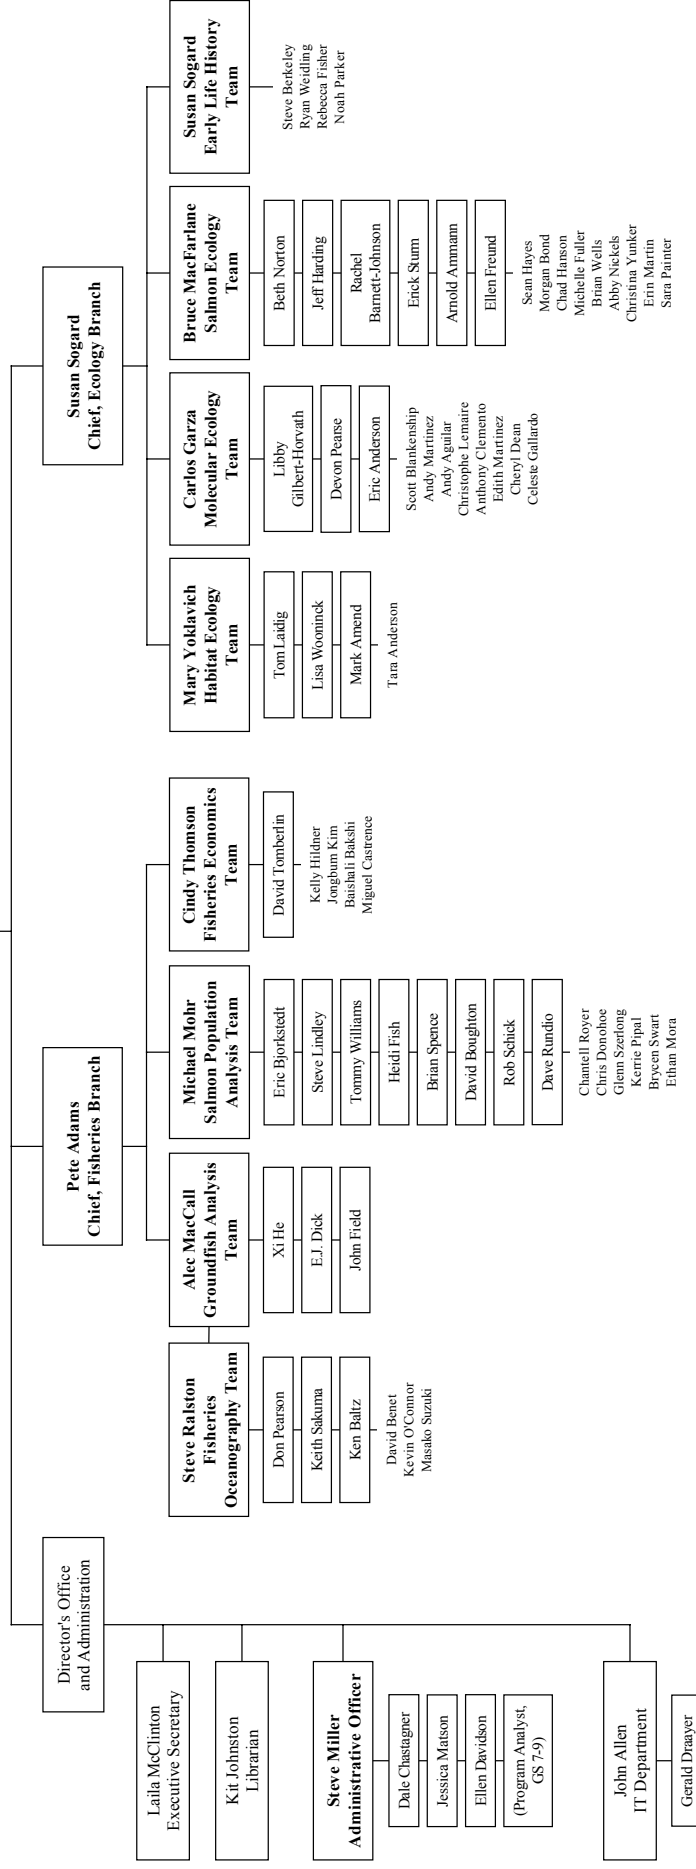 Director's Office
and Administration
Laila McClinton
Executive Secretary
Kit Johnston
Librarian
Steve Miller
Administrative Officer
Dale Chastagner
Jessica Matson
Ellen Davidson
(Program Analyst,
GS 7-9)
John Allen
IT Department
Gerald Draayer
Pete Adams
Chief, Fisheries Branch
Steve Ralston
Fisheries
Oceanography Team
Don Pearson
Keith Sakuma
Ken Baltz
David Benet
Kevin O'Connor
Masako Suzuki
Alec MacCall
Groundfish Analysis
Team
Xi He
E.J. Dick
John Field
Michael Mohr
Salmon Population
Analysis Team
Eric Bjorkstedt
Steve Lindley
Tommy Williams
Heidi Fish
Brian Spence
David Boughton
Rob Schick
Dave Rundio
Chantell Royer
Chris Donohoe
Glenn Szerlong
Kerrie Pipal
Brycen Swart
Ethan Mora
Cindy Thomson
Fisheries Economics
Team
David Tomberlin
Kelly Hildner
Jongbum Kim
Baishali Bakshi
Miguel Castrence
Susan Sogard
Chief, Ecology Branch
Mary Yoklavich
Habitat Ecology
Team
Tom Laidig
Lisa Wooninck
Mark Amend
Tara Anderson
Carlos Garza
Molecular Ecology
Team
Libby
Gilbert-Horvath
Devon Pearse
Eric Anderson
Scott Blankenship
Andy Martinez
Andy Aguilar
Christophe Lemaire
Anthony Clemento
Edith Martinez
Cheryl Dean
Celeste Gallardo
Bruce MacFarlane
Salmon Ecology
Team
Beth Norton
Jeff Harding
Rachel
Barnett-Johnson
Erick Sturm
Arnold Ammann
Ellen Freund
Sean Hayes
Morgan Bond
Chad Hanson
Michelle Fuller
Brian Wells
Abby Nickels
Christina Yunker
Erin Martin
Sara Painter
Susan Sogard
Early Life History
Team
Steve Berkeley
Ryan Weidling
Rebecca Fisher
Noah Parker